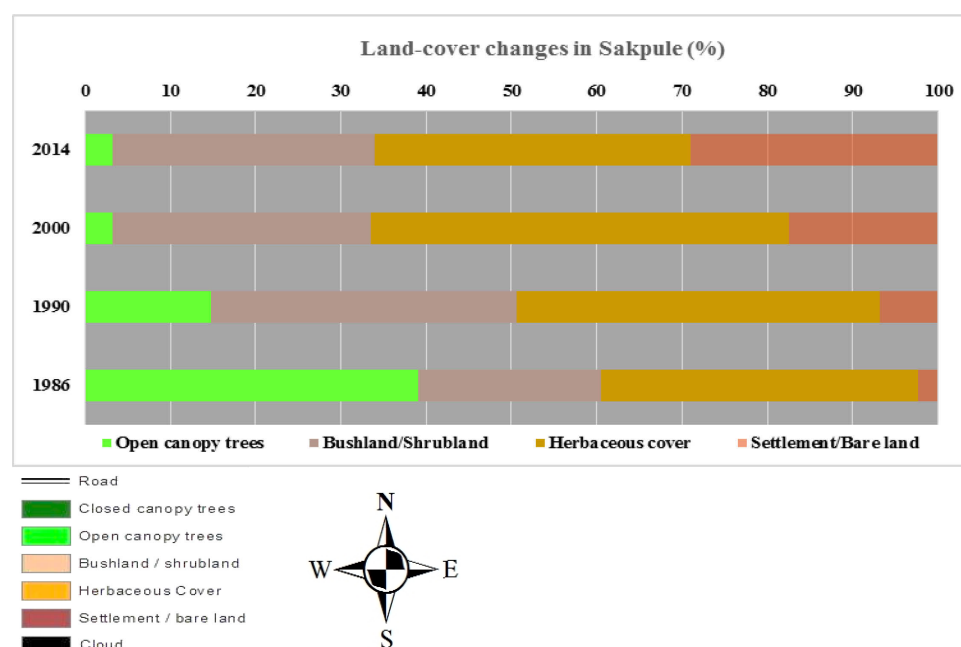 Land-cover changes in Sakpule (%)
0 10 20 30 40 50 60 70 80 90 100
2014
2000
1990
1986
Open canopy trees Bushland/Shrubland Herbaceous cover Settlement/Bare land
Road
Closed canopy trees
Open canopy trees
Bushland / shrubland
Herbaceous Cover
Settlement / bare land
Cloud
N
W E
S